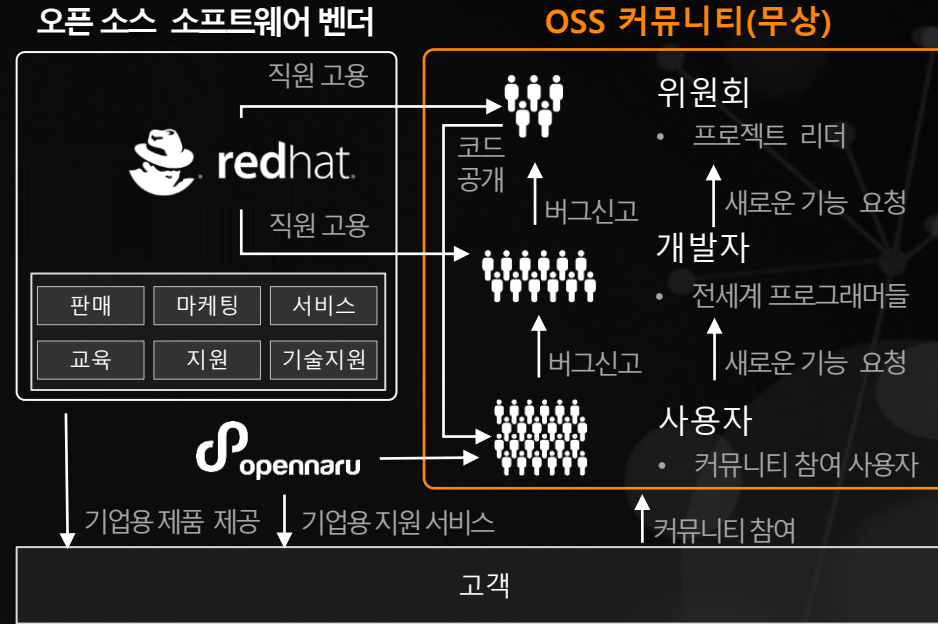 오픈 소스 소프트웨어 벤더
OSS 커뮤니티(무상)
직원 고용
redhat.
직원 고용
판매
마케팅
서비스
교육
지원
기술지원
opennaru
기업용 제품 제공
기업용 지원 서비스
코드
공개
버그신고
버그신고
위원회
• 프로젝트 리더
새로운 기능 요청
개발자
• 전세계 프로그래머들
새로운 기능 요청
사용자
• 커뮤니티 참여 사용자
커뮤니티 참여
고객